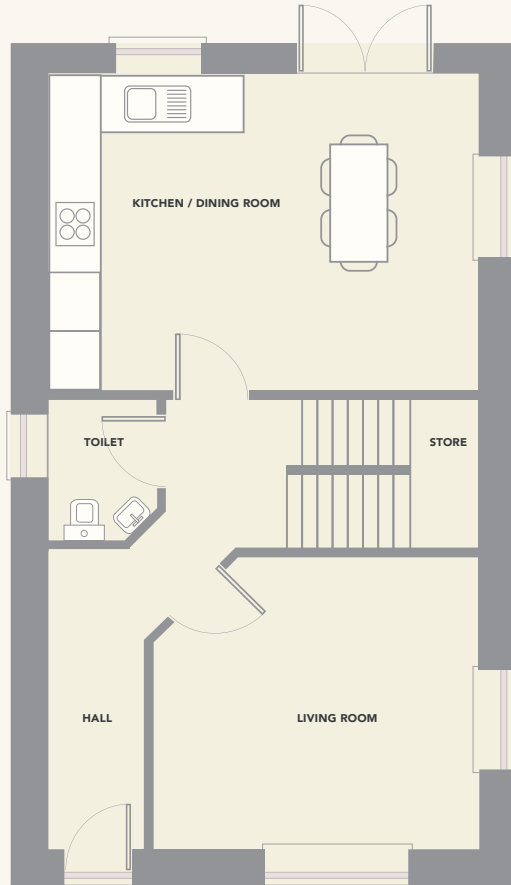 KITCHEN / DINING ROOM
TOILET
STORE
HALL
LIVING ROOM